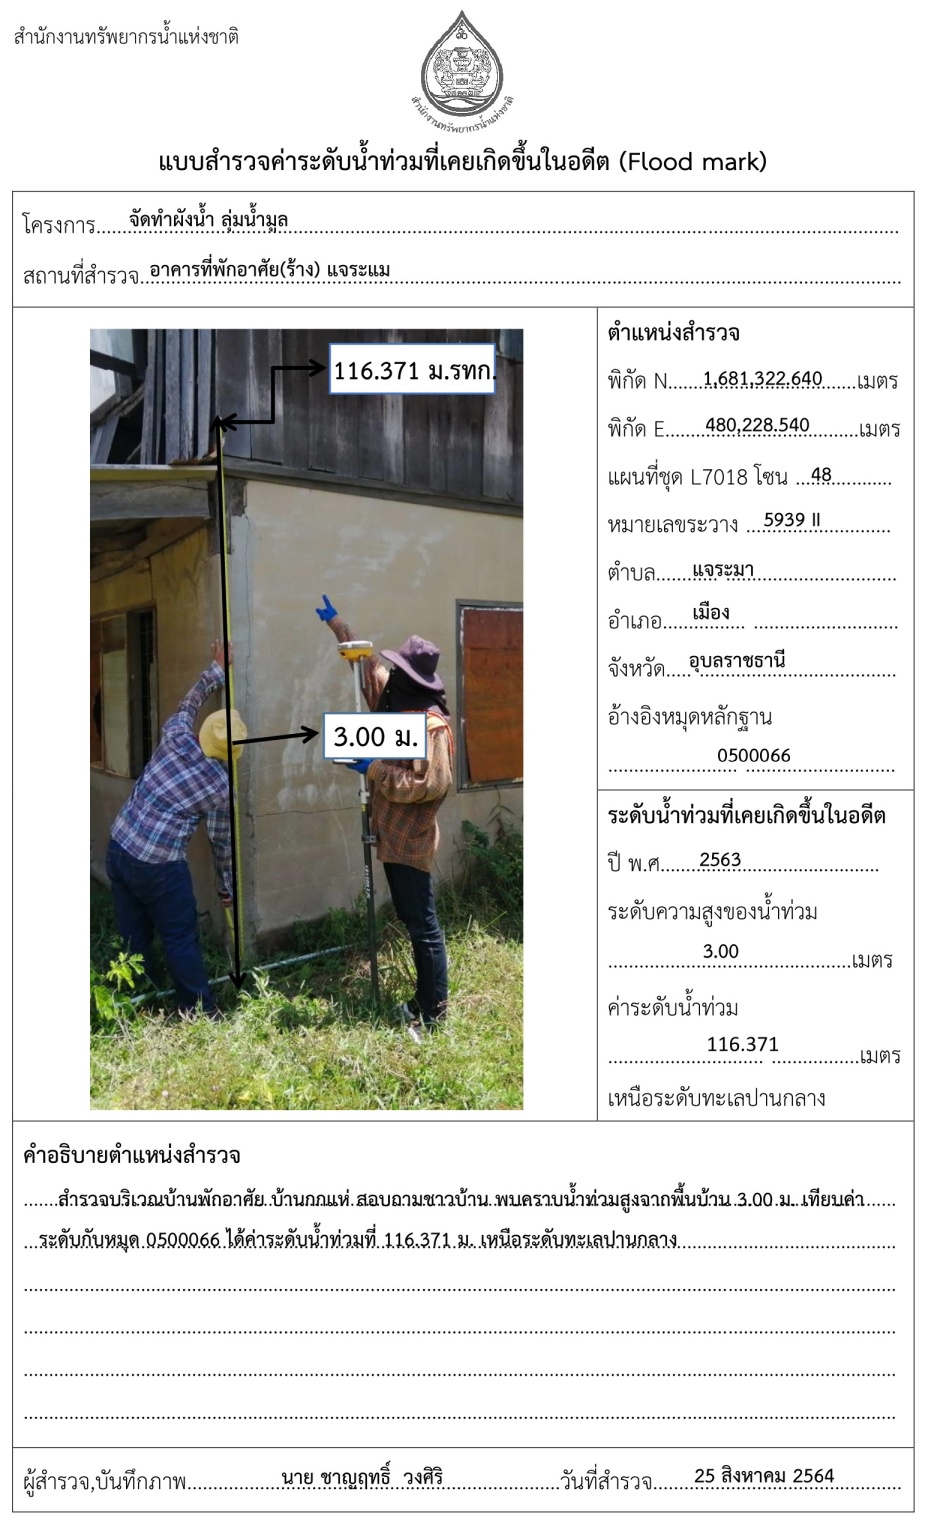 สำนักงานทรัพยากรน้ำแห่งชาติ
สำนักงานทรัพยากรน้ำแห่งชาติ
แบบสำรวจค่าระดับน้ำท่วมที่เคยเกิดขึ้นในอดีต (Flood mark)
โครงการ....จัดทำผังน้ำ ลุ่มน้ำมูล....
สถานที่สำรวจ..อาคารที่พักอาศัย(ร้าง) แจระแม....
116.371 ม.รทก.
3.00 ม.
ตำแหน่งสำรวจ
พิกัด N....1,681,322.640....เมตร
พิกัด E....480,228.540....เมตร
แผนที่ชุด L7018 โซน ...48....
หมายเลขระวาง ...5939 II....
ตำบล....แจระมา....
อำเภอ....เมือง....
จังหวัด....อุบลราชธานี....
อ้างอิงหมุดหลักฐาน
....0500066....
ระดับน้ำท่วมที่เคยเกิดขึ้นในอดีต
ปี พ.ศ....2563....
ระดับความสูงของน้ำท่วม
....3.00....เมตร
ค่าระดับน้ำท่วม
....116.371....เมตร
เหนือระดับทะเลปานกลาง
คำอธิบายตำแหน่งสำรวจ
สำรวจบริเวณบ้านพักอาศัย บ้านกกแห่ สอบถามชาวบ้าน พบคราบน้ำท่วมสูงจากพื้นบ้าน 3.00 ม. เทียบค่า
ระดับกับหมุด 0500066 ได้ค่าระดับน้ำท่วมที่ 116.371 ม. เหนือระดับทะเลปานกลาง
ผู้สำรวจ,บันทึกภาพ....นาย ชาญฤทธิ์ วงศิริ....วันที่สำรวจ....25 สิงหาคม 2564....